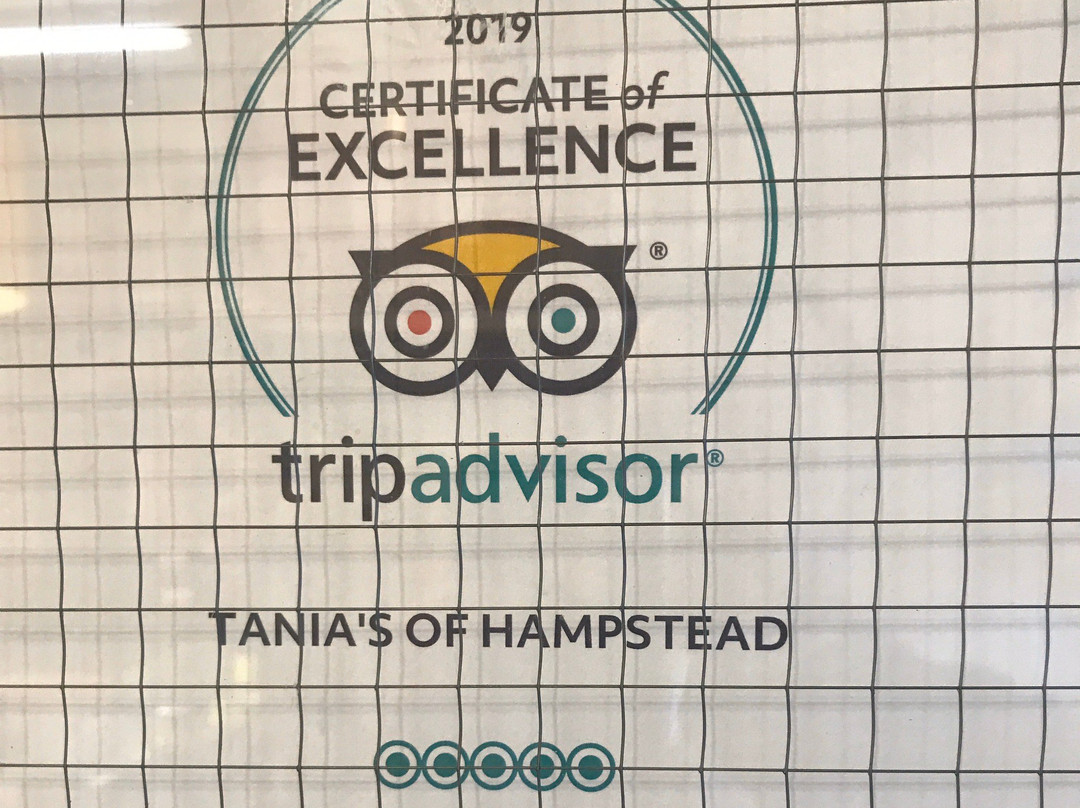 2019
CERTIFICATE of
EXCELLENCE
®
tripadvisor®
TANIA'S OF HAMPSTEAD